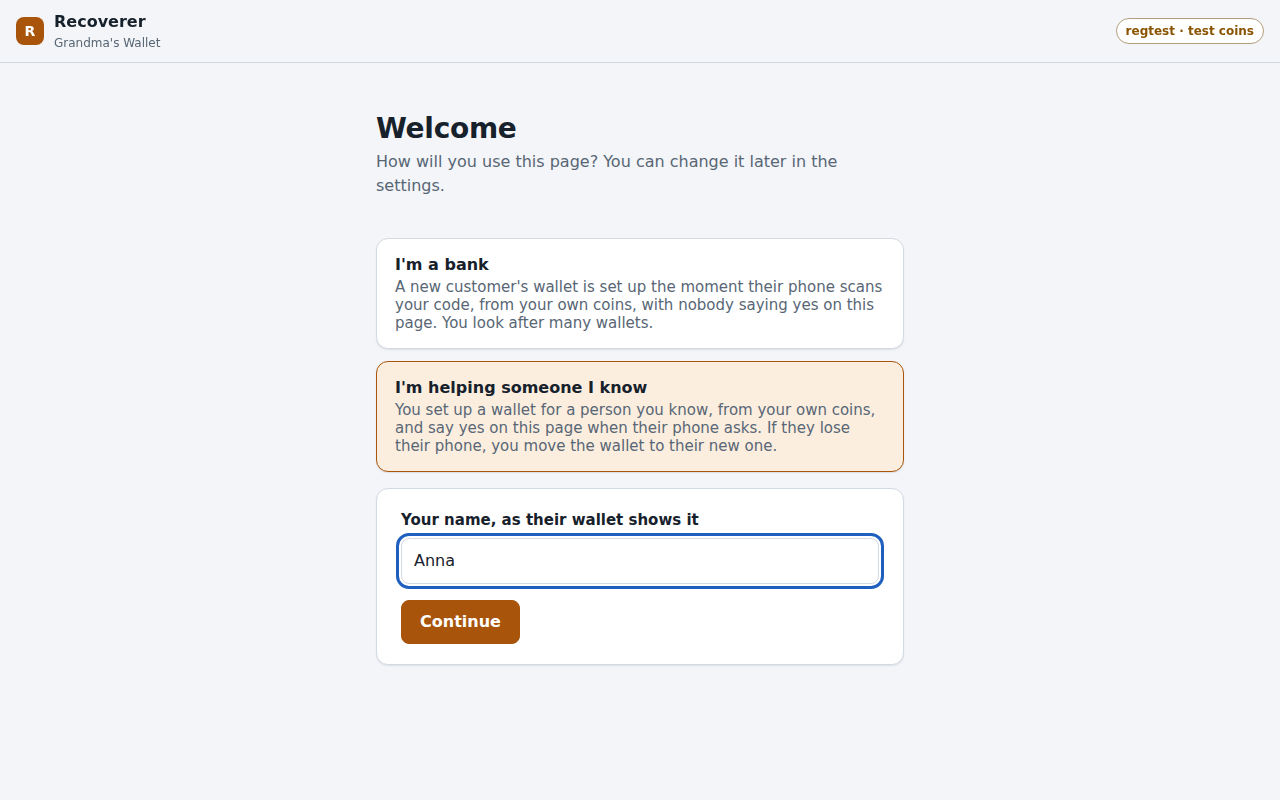 R
Recoverer
Grandma's Wallet
regtest · test coins
Welcome
How will you use this page? You can change it later in the
settings.
I'm a bank
A new customer's wallet is set up the moment their phone scans
your code, from your own coins, with nobody saying yes on this
page. You look after many wallets.
I'm helping someone I know
You set up a wallet for a person you know, from your own coins,
and say yes on this page when their phone asks. If they lose
their phone, you move the wallet to their new one.
Your name, as their wallet shows it
Anna
Continue